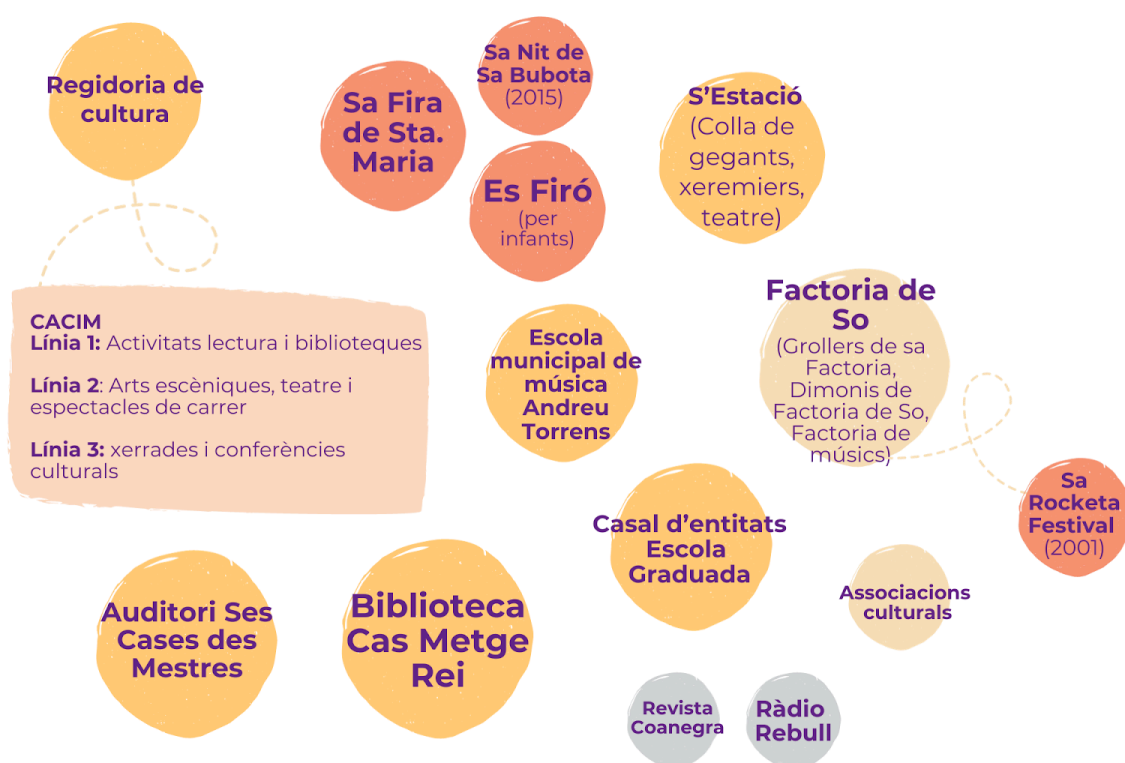 Regidoria de
cultura
Sa Fira
de Sta.
Maria
Sa Nit de
Sa Bubota
(2015)
Es Firó
(per
infants)
S'Estació
(Colla de
gegants,
xeremiers,
teatre)
CACIM
Línia 1: Activitats lectura i biblioteques
Línia 2: Arts escèniques, teatre i
espectacles de carrer
Línia 3: xerrades i conferències
culturals
Escola
municipal de
música
Andreu
Torrens
Factoria de
So
(Grollers de sa
Factoria,
Dimonis de
Factoria de So,
Factoria de
músics)
Sa
Rocketa
Festival
(2001)
Casal d'entitats
Escola
Graduada
Associacions
culturals
Auditori Ses
Cases des
Mestres
Biblioteca
Cas Metge
Rei
Revista
Coanegra
Ràdio
Rebull